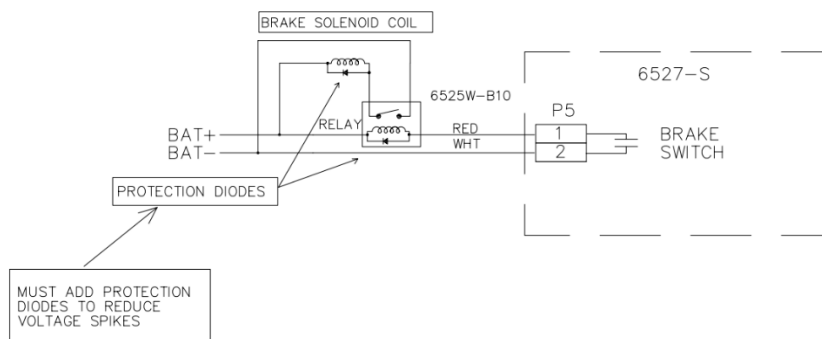 BRAKE SOLENOID COIL
6527-S
6525W-B10
P5
RELAY
RED
BAT+
1
BRAKE
BAT-
WHT
2
SWITCH
PROTECTION DIODES
MUST ADD PROTECTION
DIODES TO REDUCE
VOLTAGE SPIKES